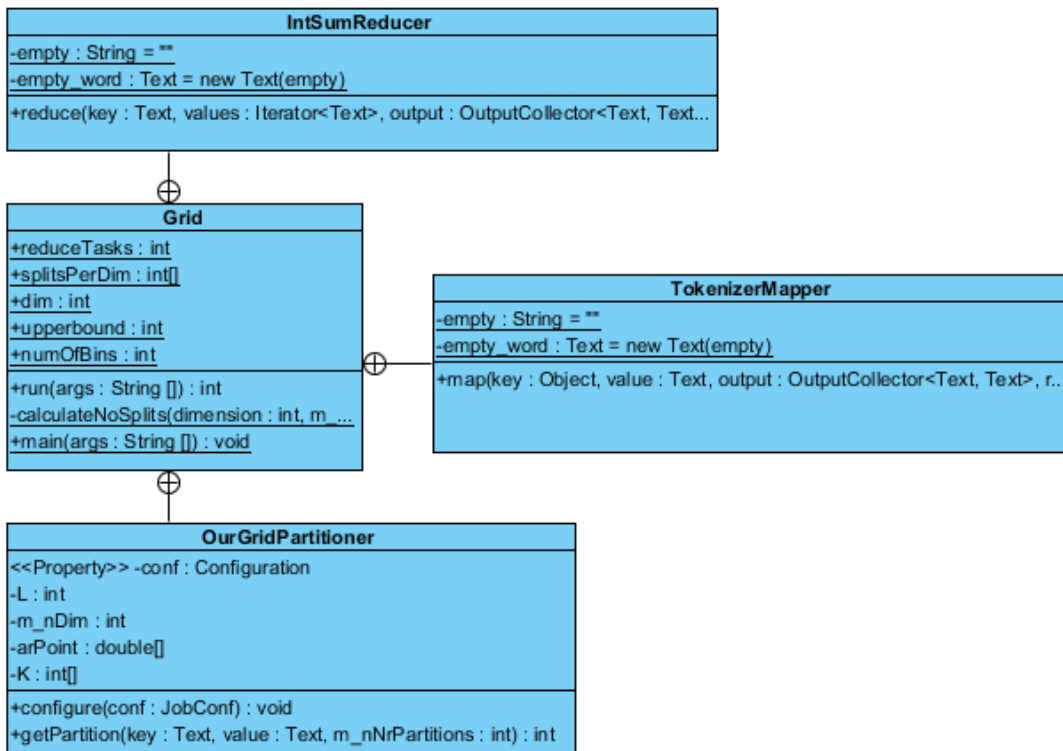 IntSumReducer
-empty : String = ""
-empty_word : Text = new Text(empty)
+reduce(key : Text, values : Iterator<Text>, output : OutputCollector<Text, Text...
Grid
+reduceTasks : int
+splitsPerDim : int[]
+dim : int
+upperbound : int
+numOfBins : int
+run(args : String []) : int
-calculateNoSplits(dimension : int, m_...
+main(args : String []) : void
TokenizerMapper
-empty : String = ""
-empty_word : Text = new Text(empty)
+map(key : Object, value : Text, output : OutputCollector<Text, Text>, r...
OurGridPartitioner
<<Property>> -conf : Configuration
-L : int
-m_nDim : int
-arPoint : double[]
-K : int[]
+configure(conf : JobConf) : void
+getPartition(key : Text, value : Text, m_nNrPartitions : int) : int